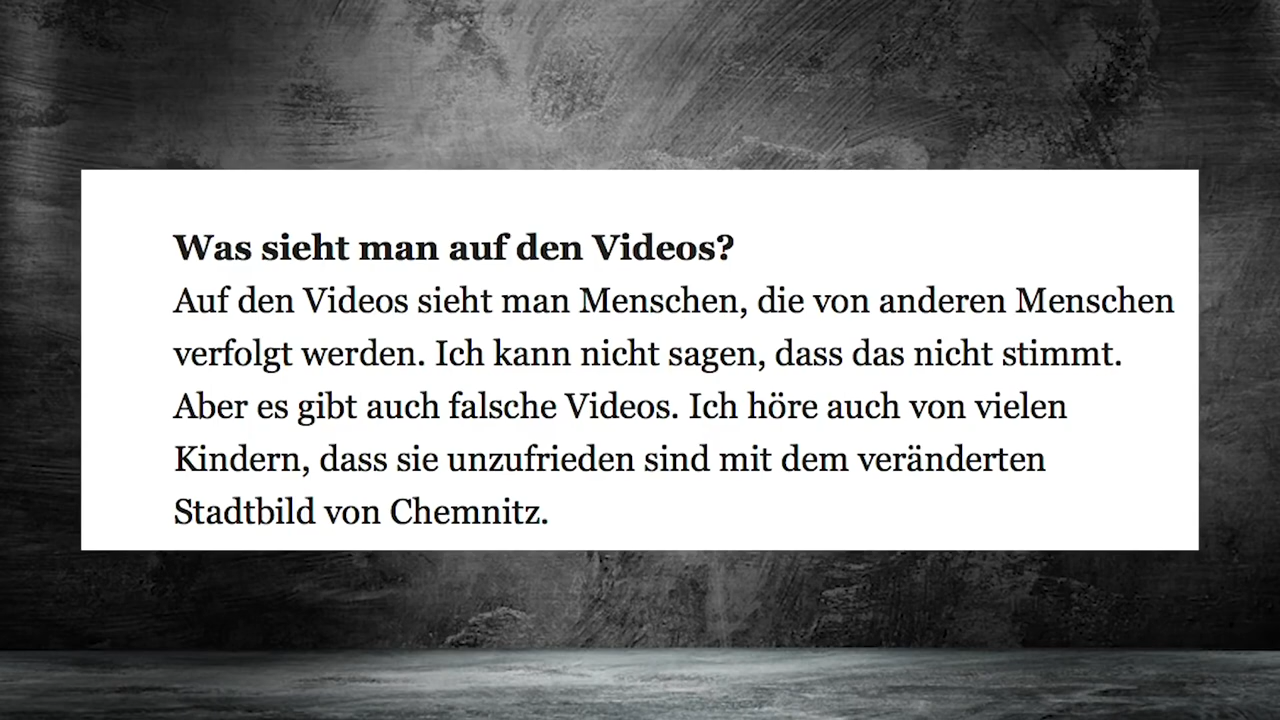 Was sieht man auf den Videos?
Auf den Videos sieht man Menschen, die von anderen Menschen
verfolgt werden. Ich kann nicht sagen, dass das nicht stimmt.
Aber es gibt auch falsche Videos. Ich höre auch von vielen
Kindern, dass sie unzufrieden sind mit dem veränderten
Stadtbild von Chemnitz.